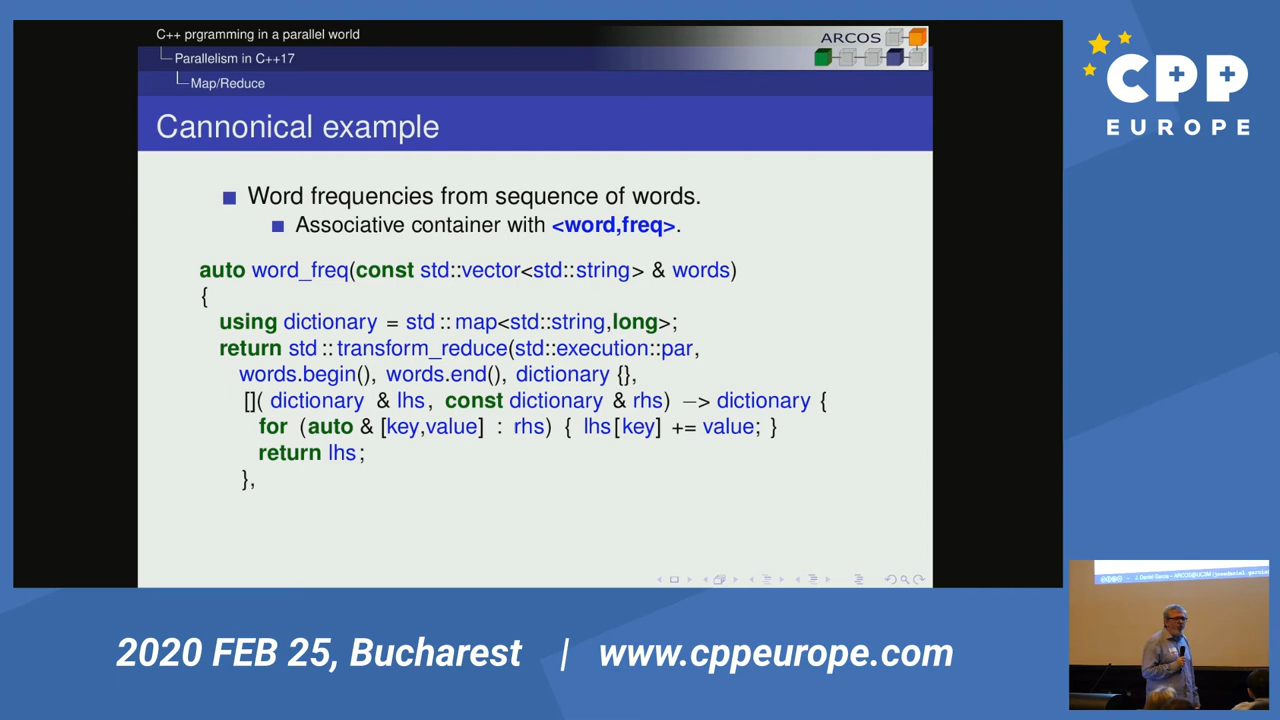 C++ prgramming in a parallel world
Parallelism in C++17
Map/Reduce
ARCOS
Cannonical example
Word frequencies from sequence of words.
Associative container with <word,freq>.
auto word_freq(const std::vector<std::string> & words)
{
using dictionary = std::map<std::string,long>;
return std::transform_reduce(std::execution::par,
words.begin(), words.end(), dictionary {},
[]( dictionary & lhs, const dictionary & rhs) −> dictionary {
for (auto & [key,value] : rhs) { lhs[key] += value; }
return lhs;
},
CPP
EUROPE
2020 FEB 25, Bucharest | www.cppeurope.com